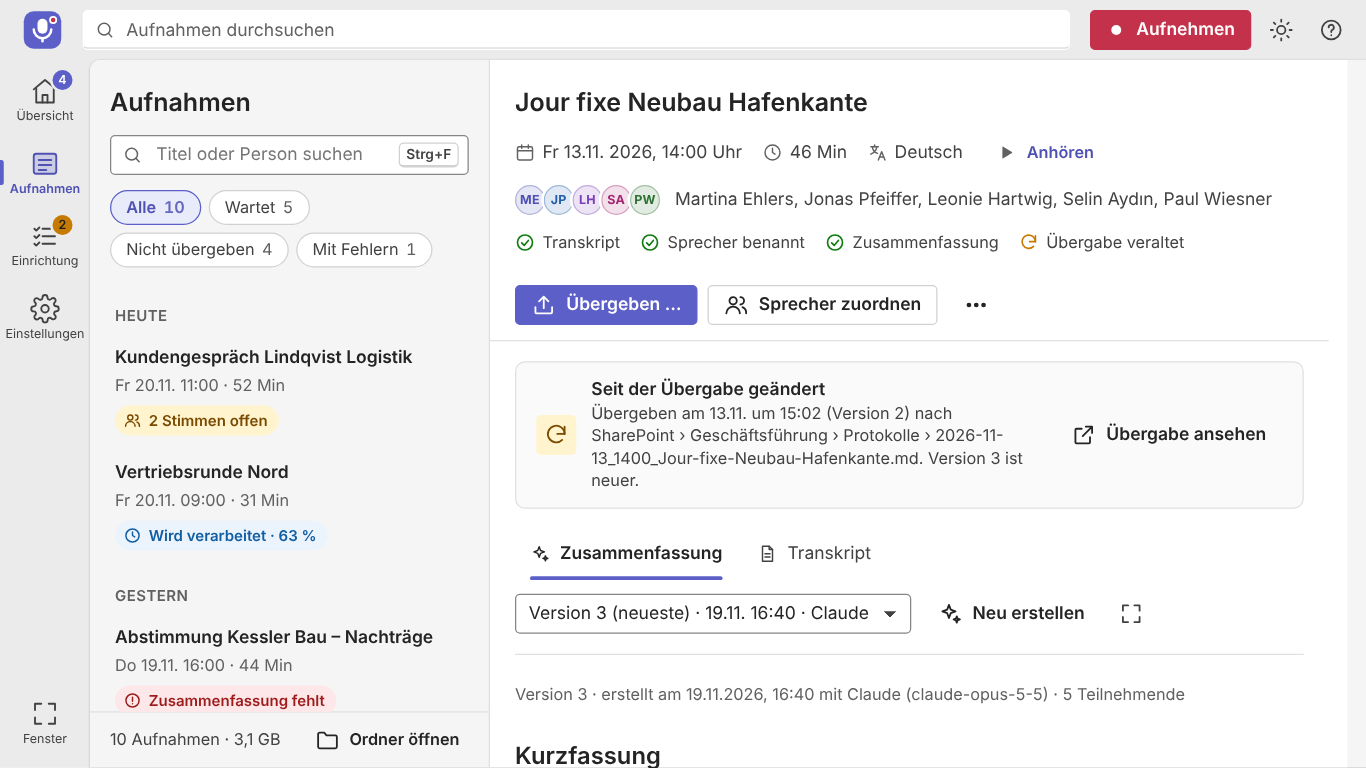 Aufnahmen durchsuchen
Aufnehmen
4
Übersicht
Aufnahmen
2
Einrichtung
Einstellungen
Fenster
Aufnahmen
Titel oder Person suchen
Strg+F
Alle 10
Wartet 5
Nicht übergeben 4
Mit Fehlern 1
HEUTE
Kundengespräch Lindqvist Logistik
Fr 20.11. 11:00 · 52 Min
2 Stimmen offen
Vertriebsrunde Nord
Fr 20.11. 09:00 · 31 Min
Wird verarbeitet · 63 %
GESTERN
Abstimmung Kessler Bau – Nachträge
Do 19.11. 16:00 · 44 Min
Zusammenfassung fehlt
10 Aufnahmen · 3,1 GB
Ordner öffnen
Jour fixe Neubau Hafenkante
Fr 13.11. 2026, 14:00 Uhr
46 Min
Deutsch
Anhören
ME JP LH SA PW
Martina Ehlers, Jonas Pfeiffer, Leonie Hartwig, Selin Aydın, Paul Wiesner
Transkript
Sprecher benannt
Zusammenfassung
Übergabe veraltet
Übergeben ...
Sprecher zuordnen
Seit der Übergabe geändert
Übergeben am 13.11. um 15:02 (Version 2) nach
SharePoint › Geschäftsführung › Protokolle › 2026-11-
13_1400_Jour-fixe-Neubau-Hafenkante.md. Version 3 ist
neuer.
Übergabe ansehen
Zusammenfassung
Transkript
Version 3 (neueste) · 19.11. 16:40 · Claude
Neu erstellen
Version 3 · erstellt am 19.11.2026, 16:40 mit Claude (claude-opus-5-5) · 5 Teilnehmende
Kurzfassung